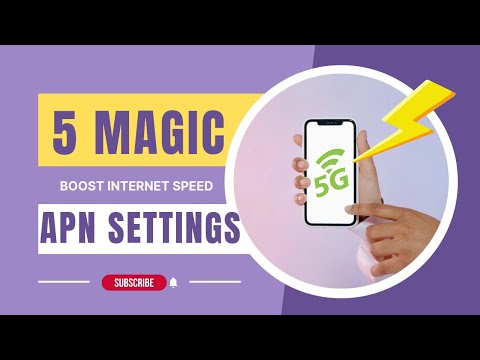 5 MAGIC
BOOST INTERNET SPEED
APN SETTINGS
SUBSCRIBE
5G